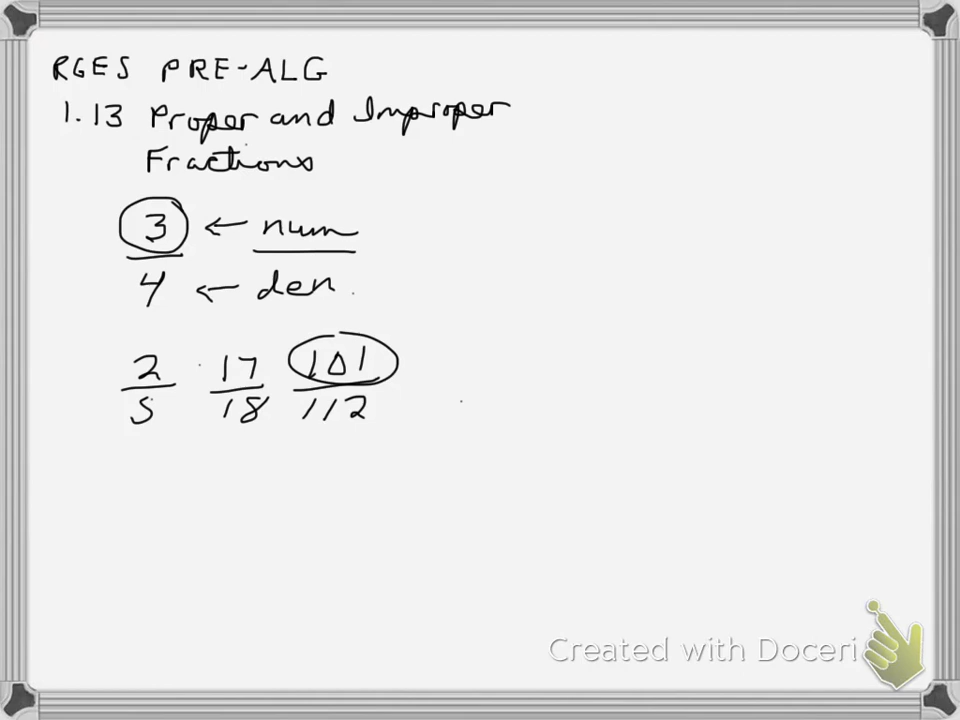 RGES PRE-ALG
1.13 Proper and Improper
Fractions
3 ← num
4 ← den
2 17 101
5 18 112
Created with Doceri